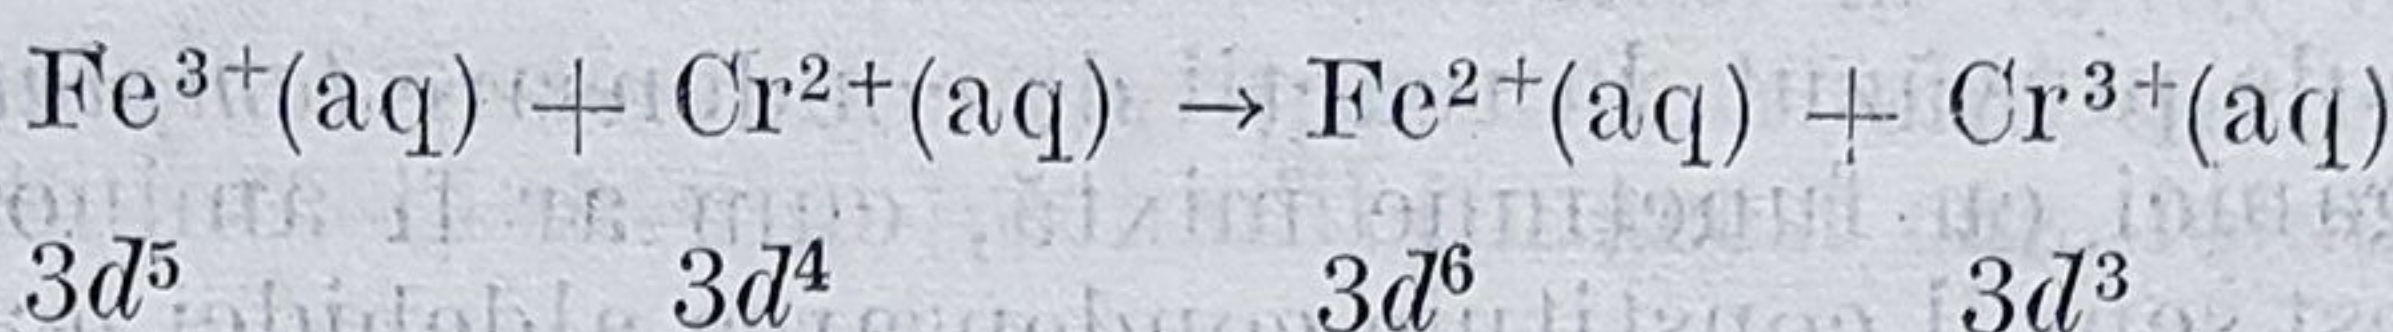 Fe³⁺(aq) + Cr²⁺(aq) → Fe²⁺(aq) + Cr³⁺(aq)
3d⁵ 3d⁴ 3d⁶ 3d³